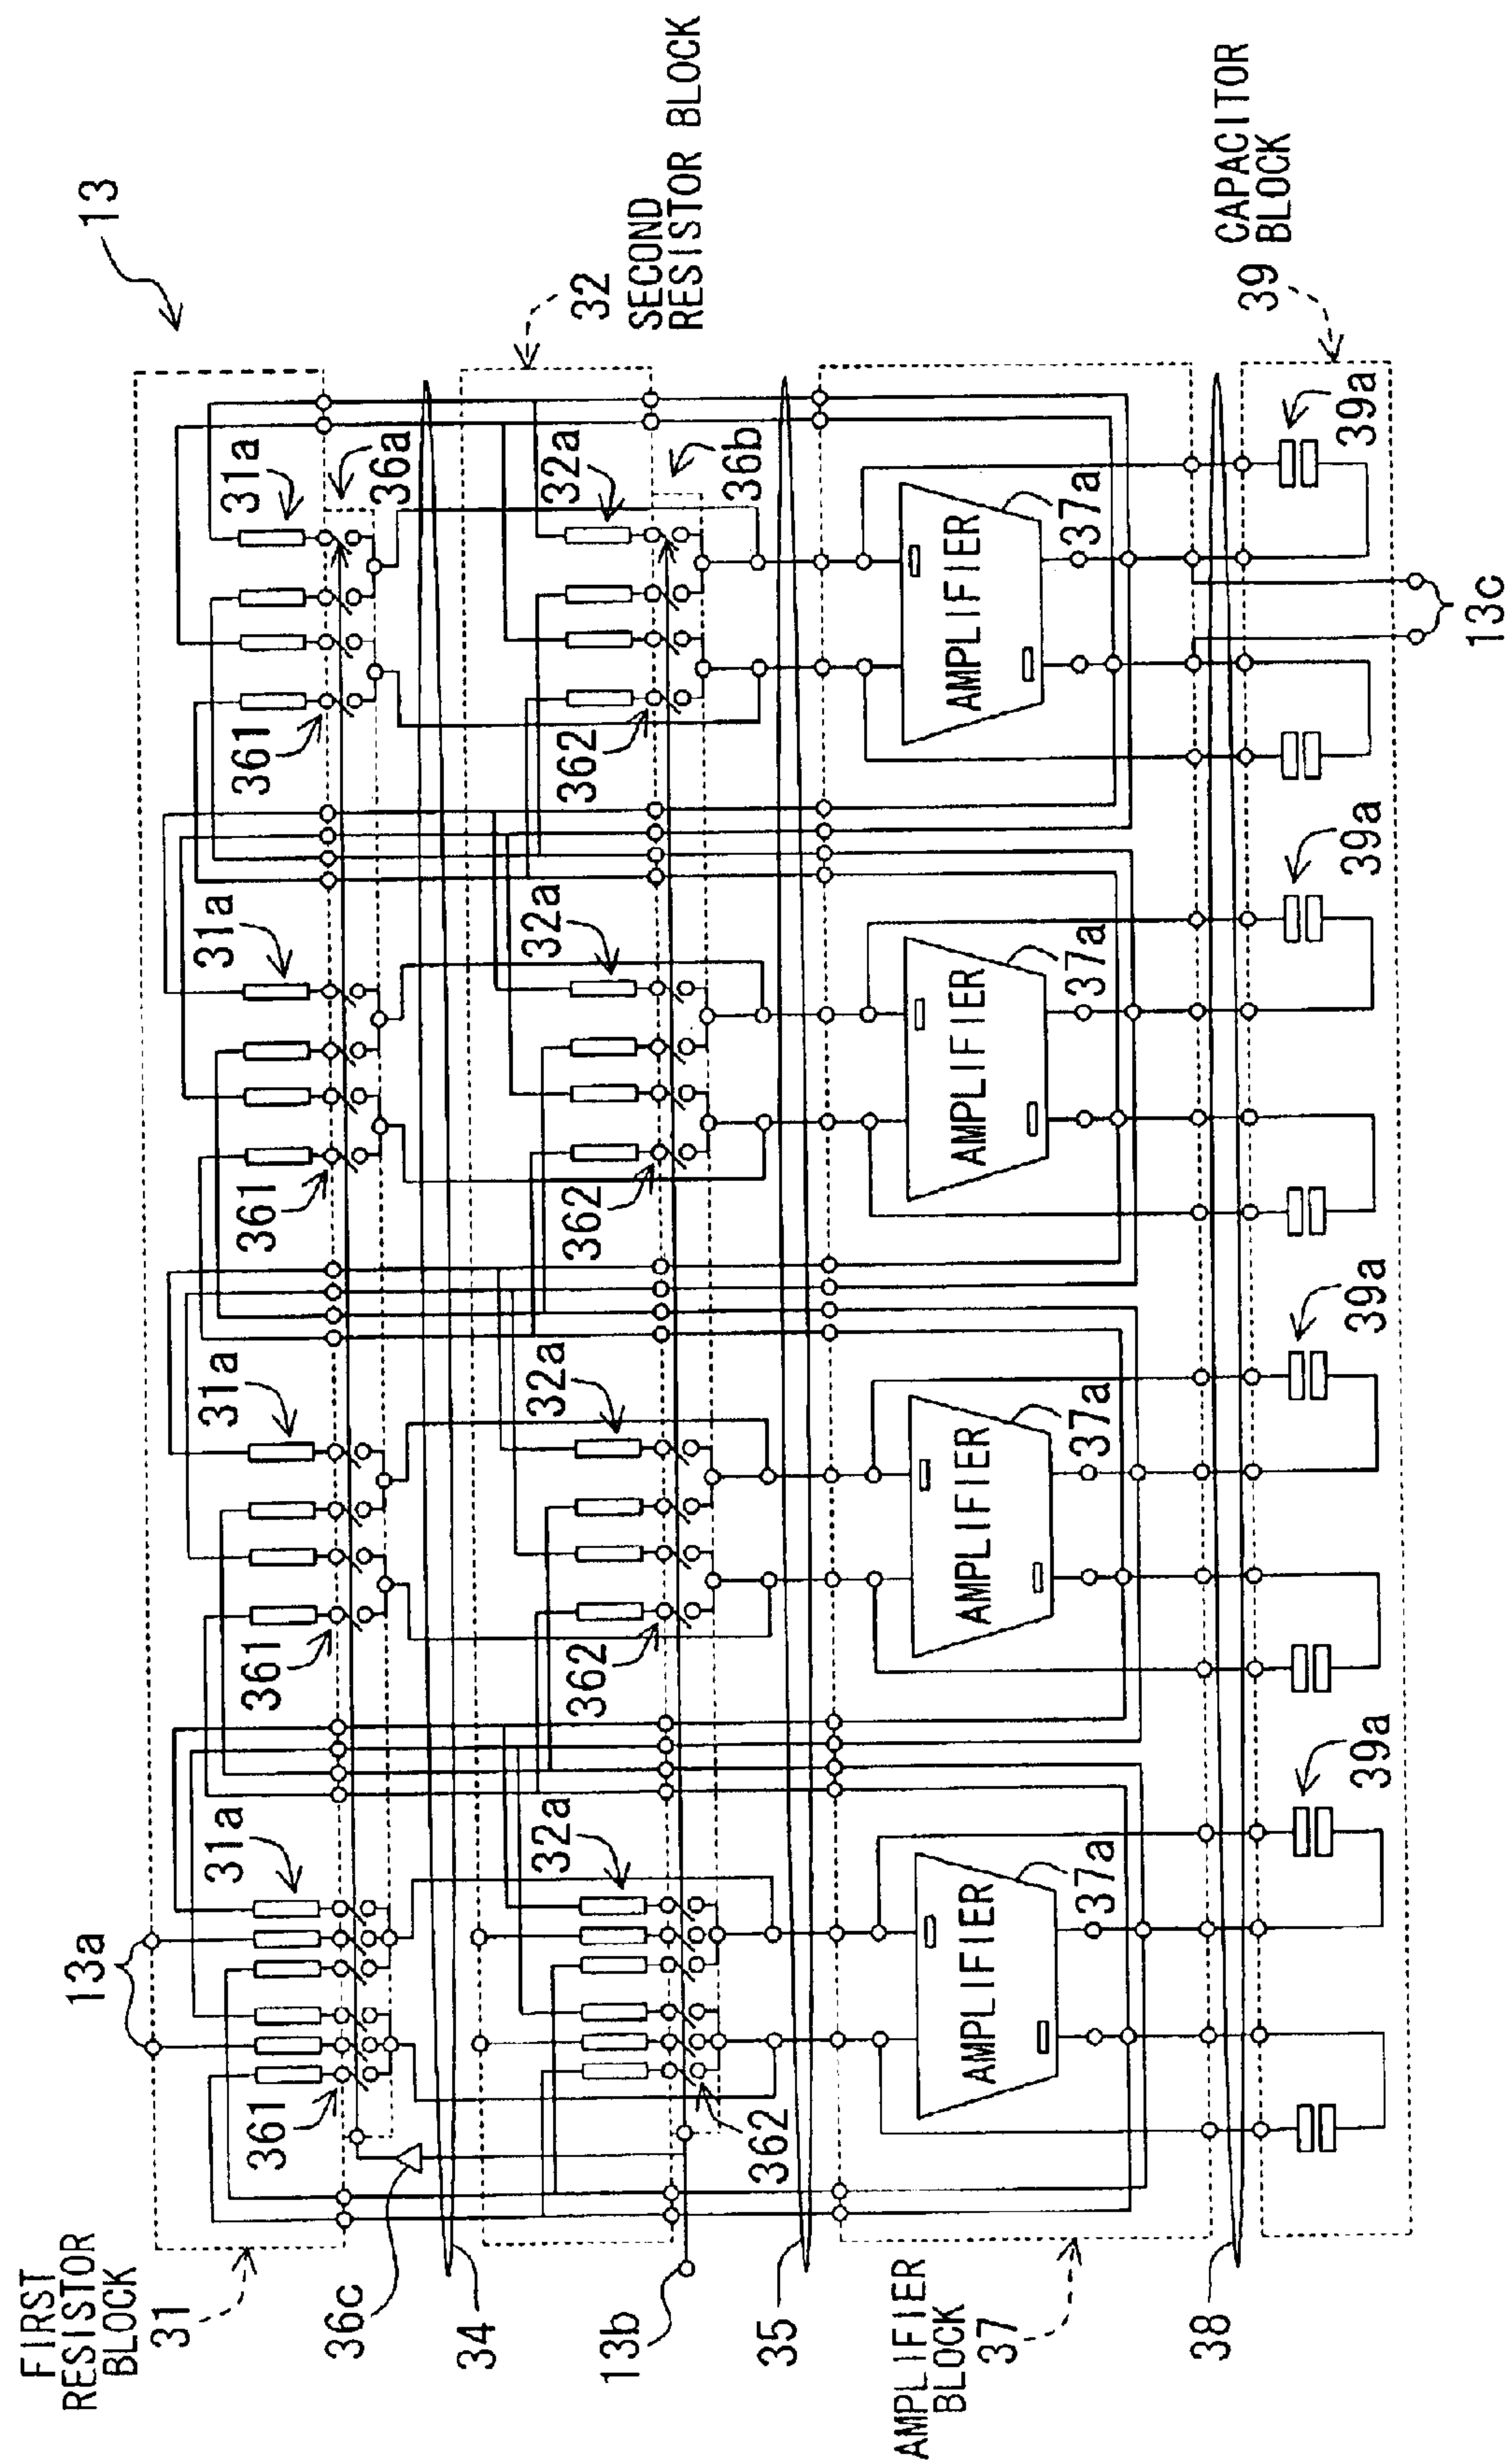 13
FIRST
RESISTOR
BLOCK
31
13a
31a
31a
31a
31a
361
361
361
361
36a
36c
34
32
SECOND
RESISTOR BLOCK
32a
32a
32a
32a
362
362
362
362
36b
13b
35
AMPLIFIER
BLOCK
37
AMPLIFIER
AMPLIFIER
AMPLIFIER
AMPLIFIER
37a
37a
37a
37a
38
39
CAPACITOR
BLOCK
39a
39a
39a
39a
13c